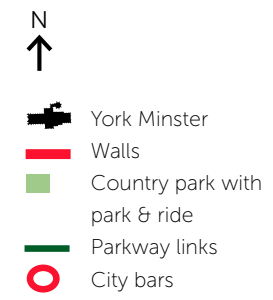 N
York Minster
Walls
Country park with
park & ride
Parkway links
City bars